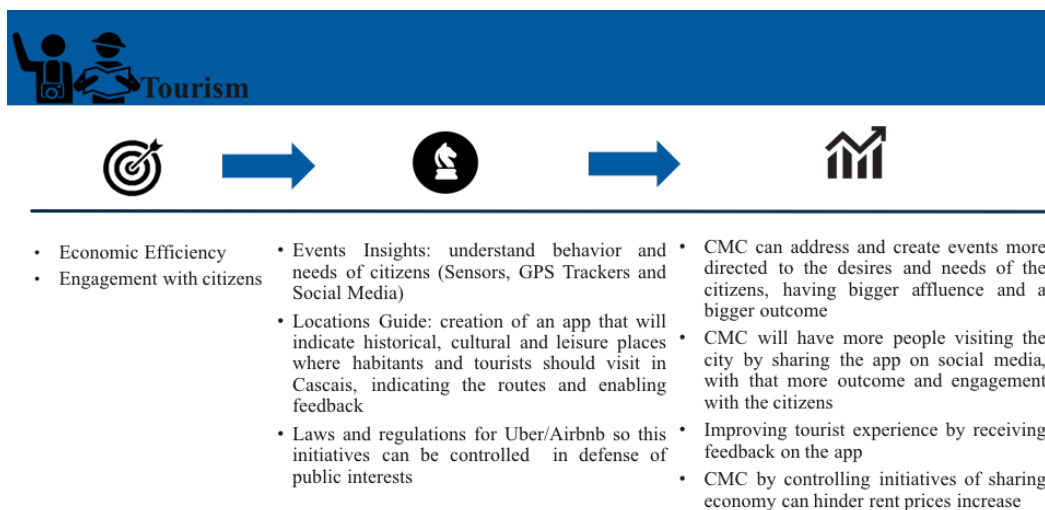 Tourism
• Economic Efficiency
• Engagement with citizens
• Events Insights: understand behavior and
needs of citizens (Sensors, GPS Trackers and
Social Media)
• Locations Guide: creation of an app that will
indicate historical, cultural and leisure places
where habitants and tourists should visit in
Cascais, indicating the routes and enabling
feedback
• Laws and regulations for Uber/Airbnb so this
initiatives can be controlled in defense of
public interests
• CMC can address and create events more
directed to the desires and needs of the
citizens, having bigger affluence and a
bigger outcome
• CMC will have more people visiting the
city by sharing the app on social media,
with that more outcome and engagement
with the citizens
• Improving tourist experience by receiving
feedback on the app
• CMC by controlling initiatives of sharing
economy can hinder rent prices increase